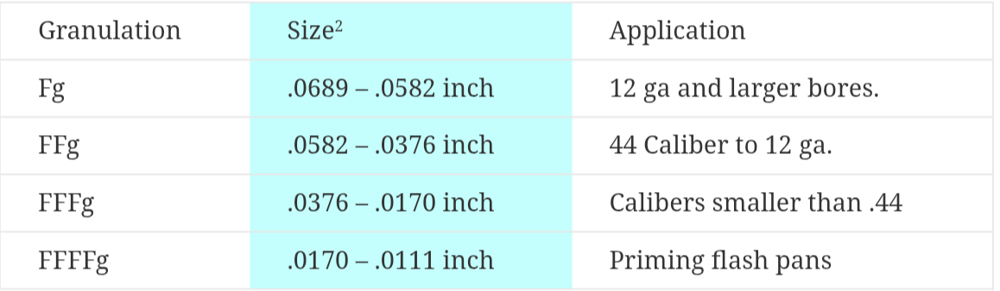 Granulation Size² Application
Fg .0689 – .0582 inch 12 ga and larger bores.
FFg .0582 – .0376 inch 44 Caliber to 12 ga.
FFFg .0376 – .0170 inch Calibers smaller than .44
FFFFg .0170 – .0111 inch Priming flash pans